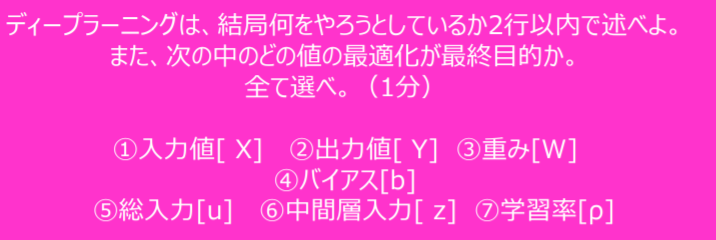 ディープラーニングは、結局何をやろうとしているか2行以内で述べよ。
また、次の中のどの値の最適化が最終目的か。
全て選べ。（1分）
①入力値[ X]　②出力値[ Y]　③重み[W]
④バイアス[b]
⑤総入力[u]　⑥中間層入力[ z]　⑦学習率[ρ]